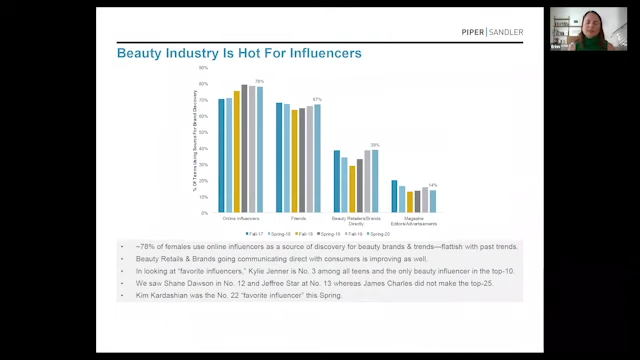 PIPER | SANDLER
Beauty Industry Is Hot For Influencers
% Of Teens Using Source For Brand Discovery
90%
80%
70%
60%
50%
40%
30%
20%
10%
0%
78%
67%
39%
14%
Online Influencers
Friends
Beauty Retailers/Brands Directly
Magazine Editors/Advertisements
Fall-17 Spring-18 Fall-18 Spring-19 Fall-19 Spring-20
• ~78% of females use online influencers as a source of discovery for beauty brands & trends—flattish with past trends.
• Beauty Retails & Brands going communicating direct with consumers is improving as well.
• In looking at "favorite influencers," Kylie Jenner is No. 3 among all teens and the only beauty influencer in the top-10.
• We saw Shane Dawson in No. 12 and Jeffree Star at No. 13 whereas James Charles did not make the top-25.
• Kim Kardashian was the No. 22 "favorite influencer" this Spring.